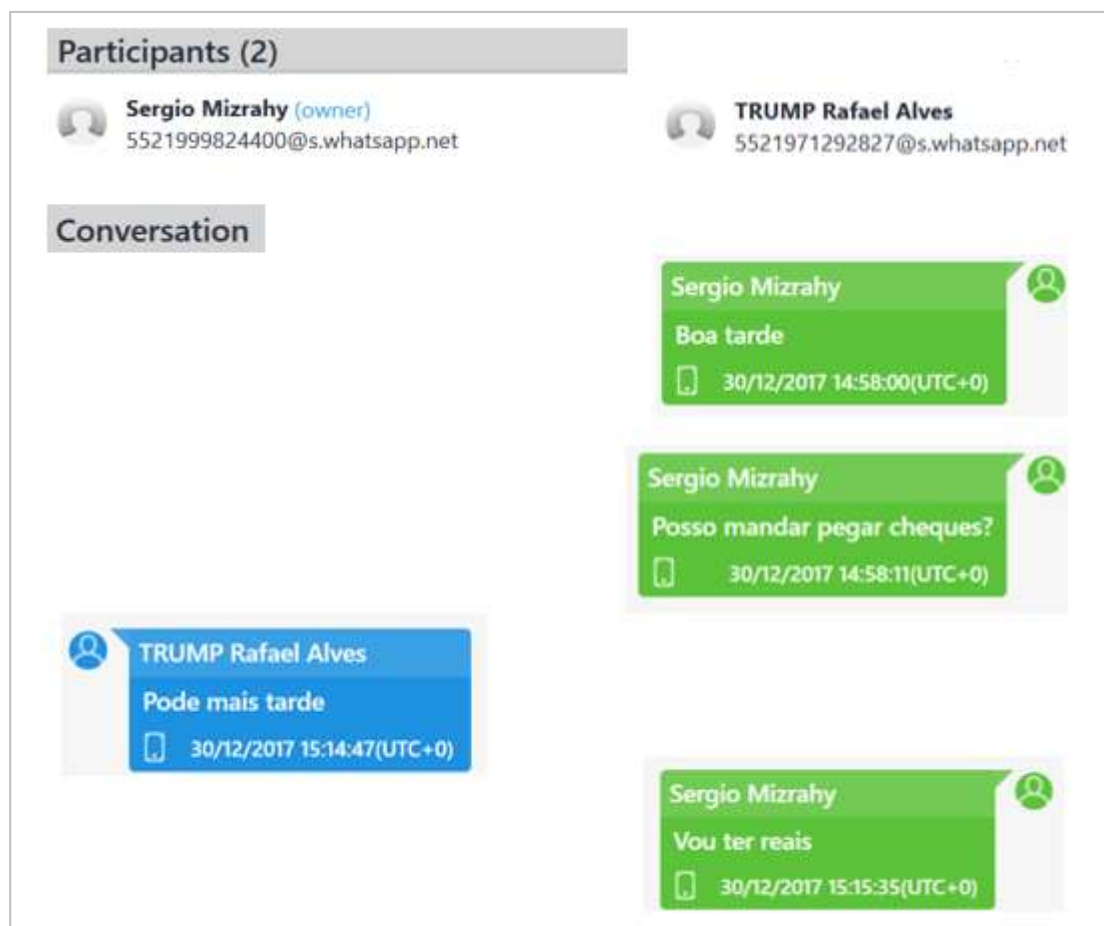 Participants (2)
Sergio Mizrahy (owner)
5521999824400@s.whatsapp.net
TRUMP Rafael Alves
5521971292827@s.whatsapp.net
Conversation
Sergio Mizrahy
Boa tarde
30/12/2017 14:58:00(UTC+0)
Sergio Mizrahy
Posso mandar pegar cheques?
30/12/2017 14:58:11(UTC+0)
TRUMP Rafael Alves
Pode mais tarde
30/12/2017 15:14:47(UTC+0)
Sergio Mizrahy
Vou ter reais
30/12/2017 15:15:35(UTC+0)